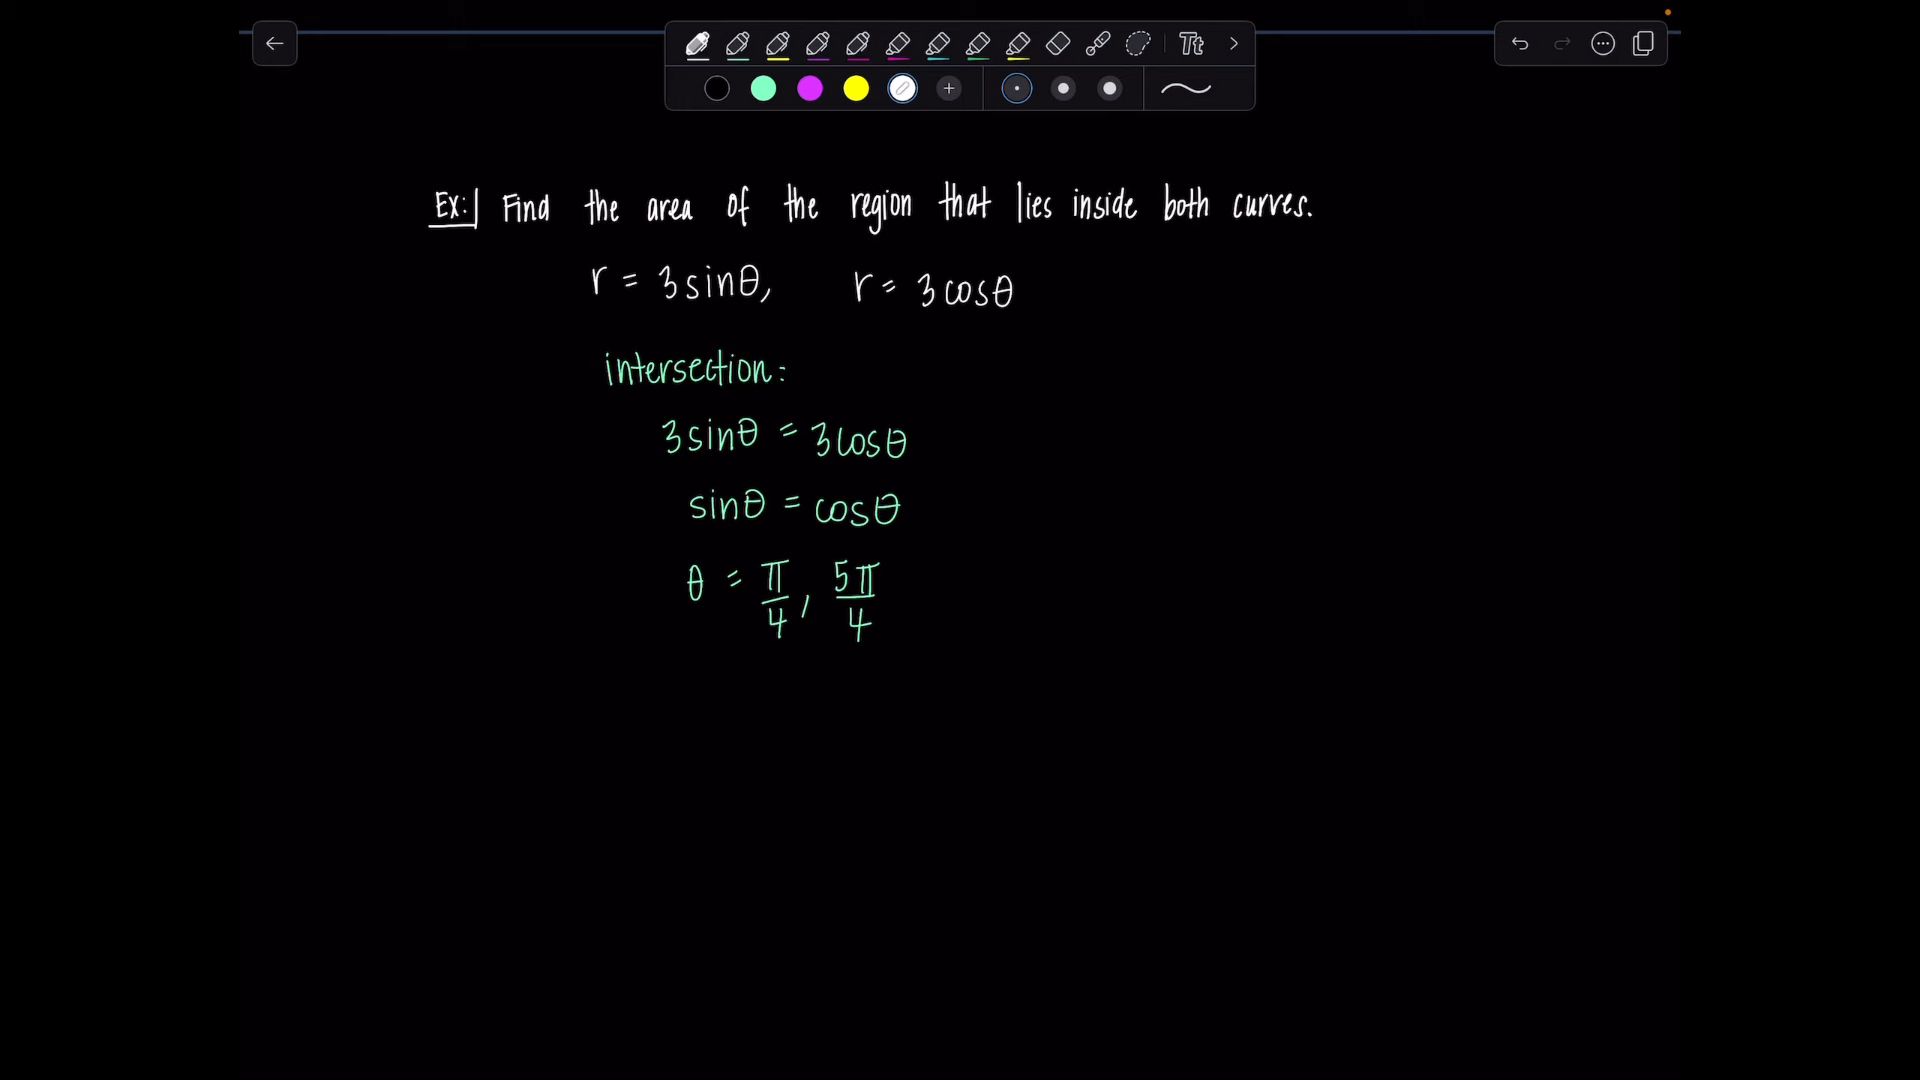 Tt
Ex: Find the area of the region that lies inside both curves.
r = 3sinθ, r = 3cosθ
intersection:
3sinθ = 3cosθ
sinθ = cosθ
θ = π/4, 5π/4